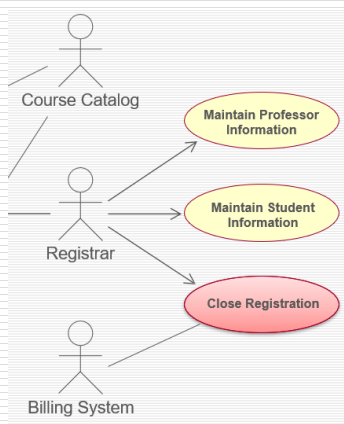 Course Catalog
Maintain Professor
Information
Maintain Student
Information
Registrar
Close Registration
Billing System